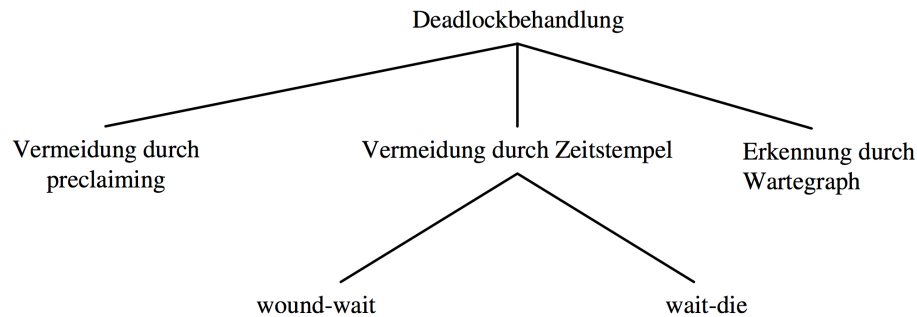 Deadlockbehandlung
Vermeidung durch
preclaiming
Vermeidung durch Zeitstempel
Erkennung durch
Wartegraph
wound-wait
wait-die